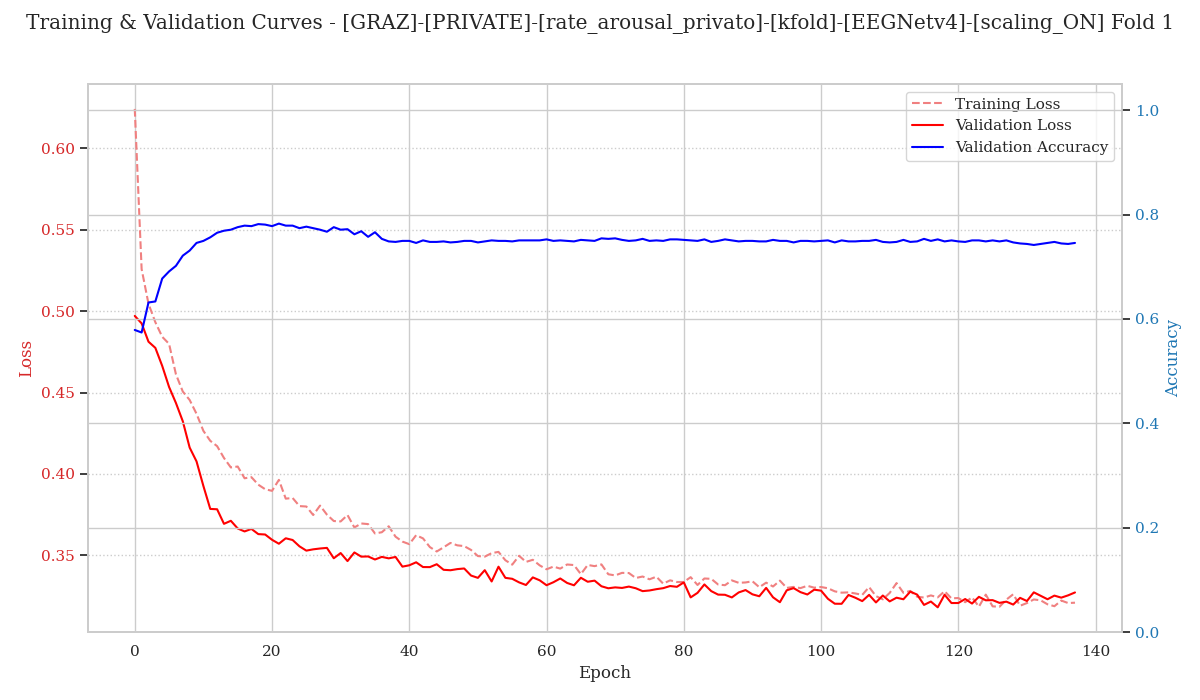 Training & Validation Curves - [GRAZ]-[PRIVATE]-[rate_arousal_privato]-[kfold]-[EEGNetv4]-[scaling_ON] Fold 1
Training Loss
Validation Loss
Validation Accuracy
Loss
0.60
0.55
0.50
0.45
0.40
0.35
1.0
0.8
0.6
0.4
0.2
0.0
Accuracy
0
20
40
60
80
100
120
140
Epoch